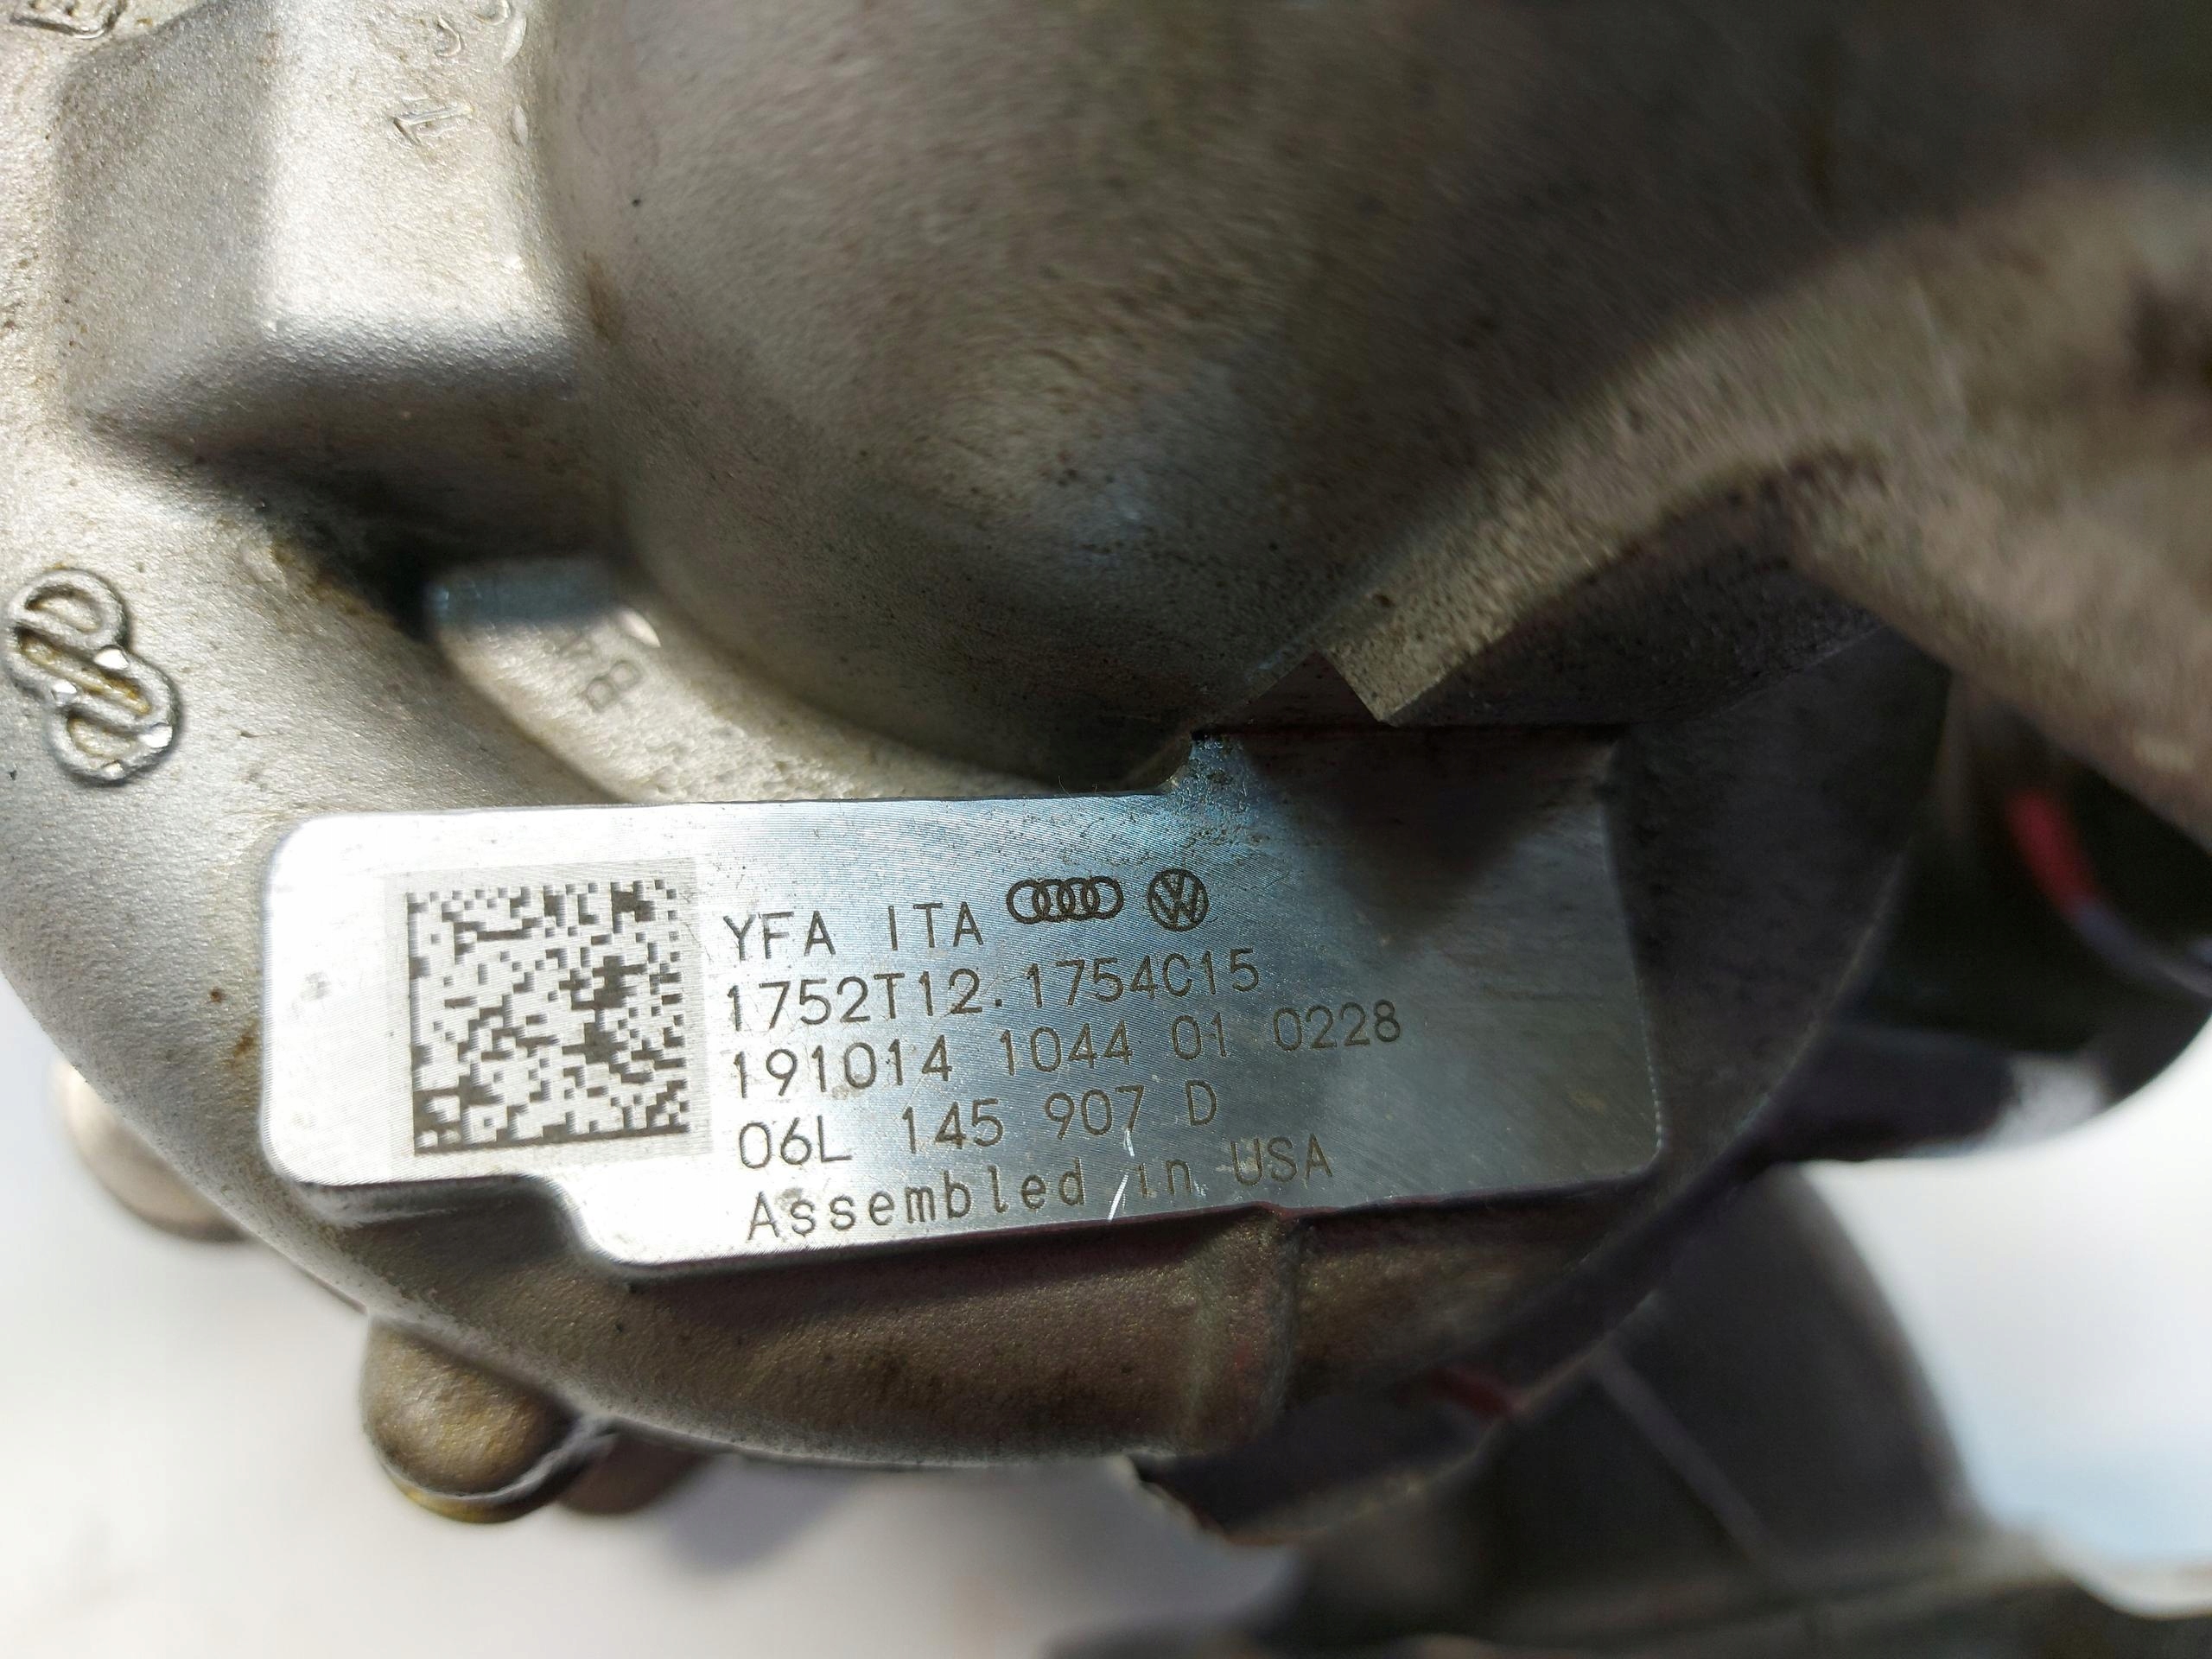 YFA ITA
1752T12.1754C15
191014 1044 01 0228
06L 145 907 D
Assembled in USA